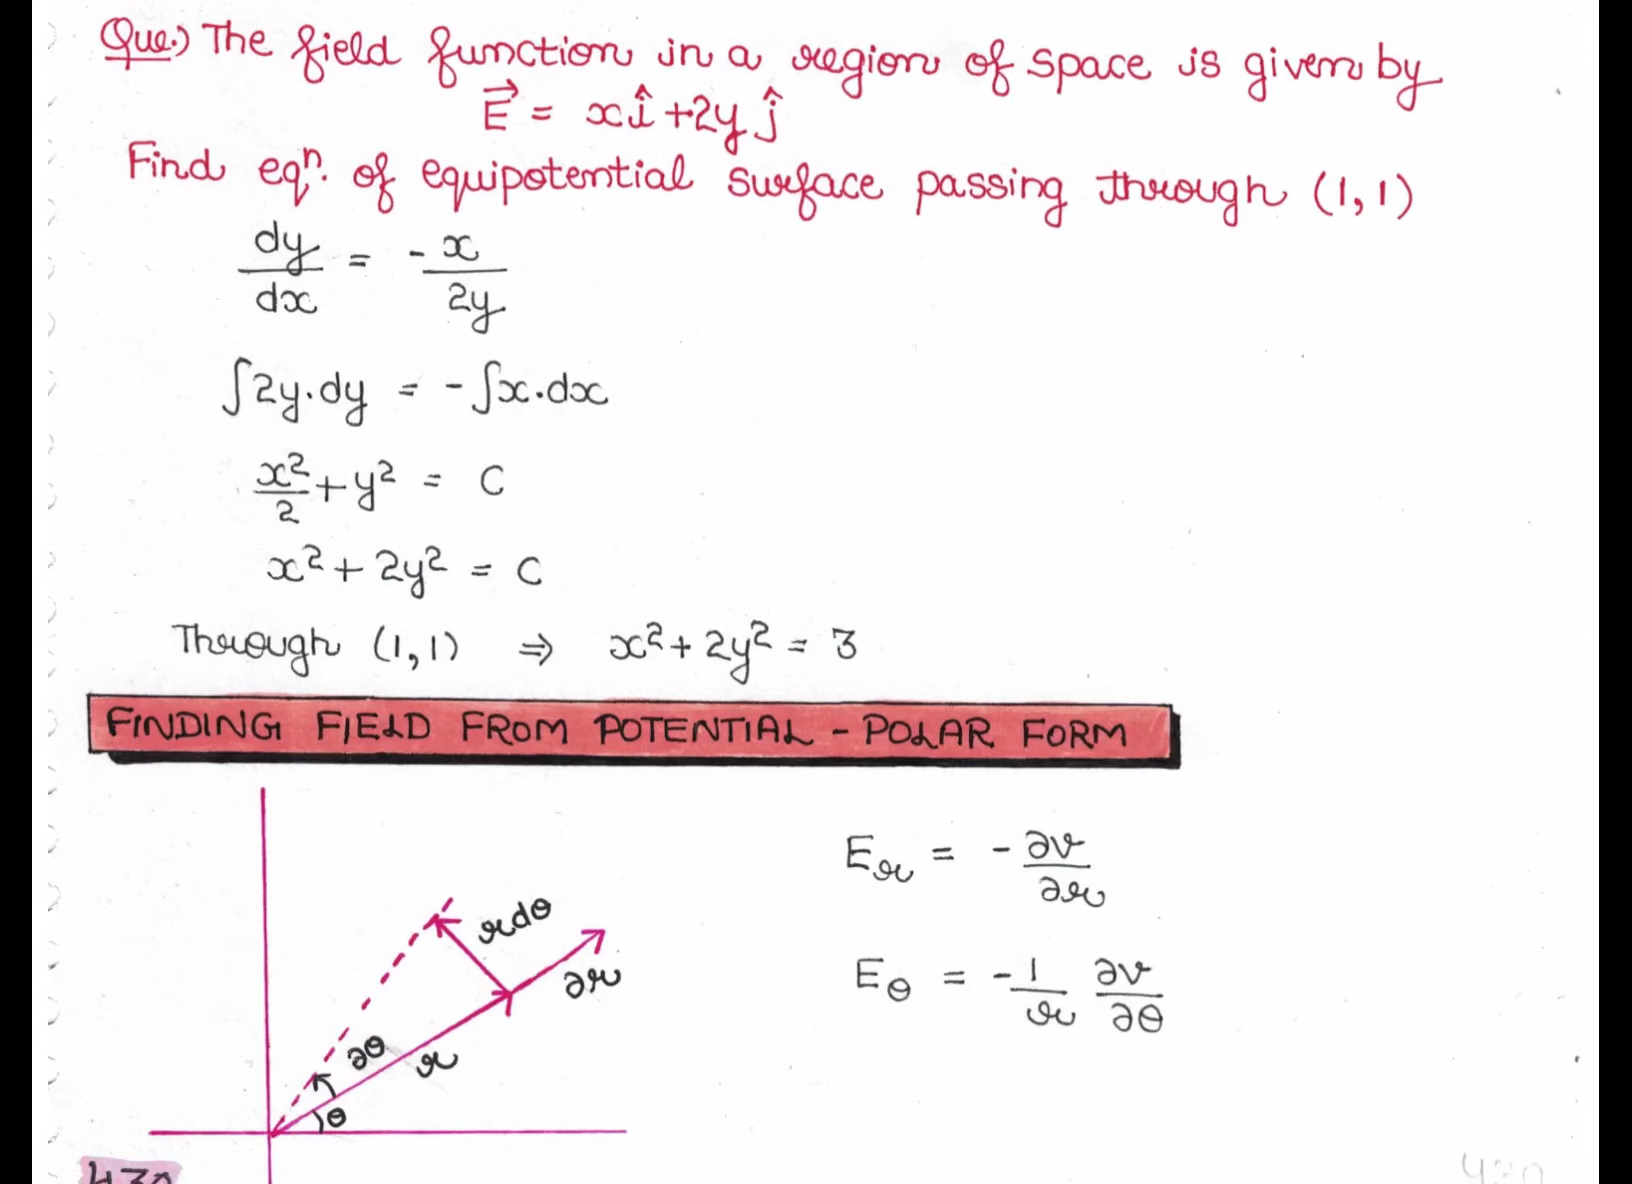 Que.) The field function in a region of space is given by
E⃗ = xî + 2yĵ
Find eqⁿ. of equipotential surface passing through (1,1)
dy/dx = -x/2y
∫2y.dy = -∫x.dx
x²/2 + y² = C
x² + 2y² = C
Through (1,1) ⇒ x² + 2y² = 3
FINDING FIELD FROM POTENTIAL - POLAR FORM
E_r = -∂v/∂r
rdθ
∂r
E_θ = -1/r ∂v/∂θ
∂θ
r
θ
430